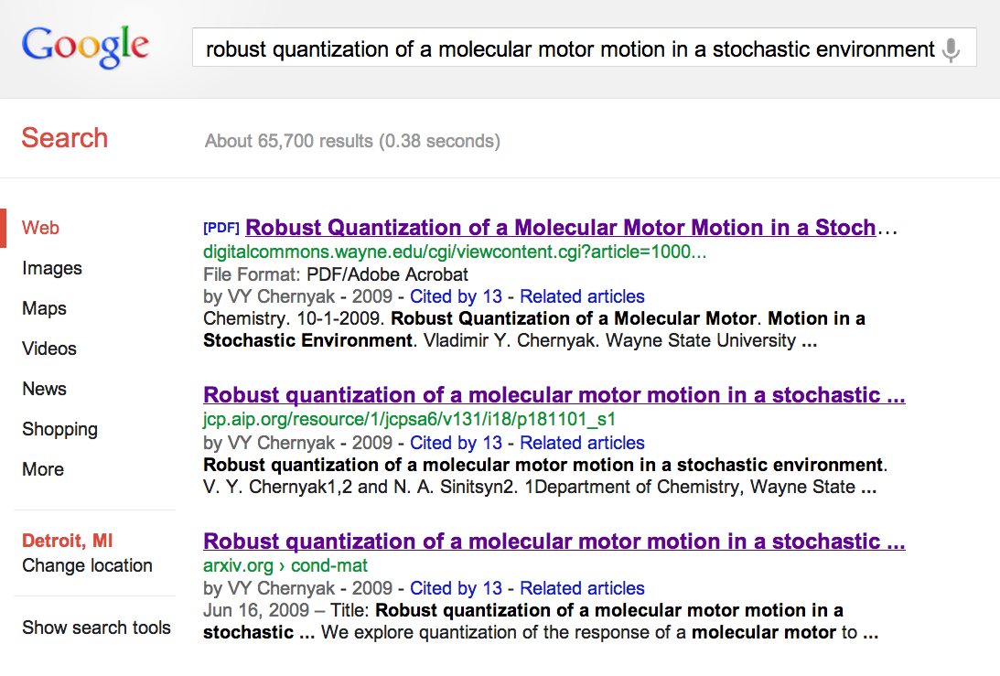 Google
robust quantization of a molecular motor motion in a stochastic environment
Search
About 65,700 results (0.38 seconds)
Web
Images
Maps
Videos
News
Shopping
More
Detroit, MI
Change location
Show search tools
[PDF] Robust Quantization of a Molecular Motor Motion in a Stoch...
digitalcommons.wayne.edu/cgi/viewcontent.cgi?article=1000...
File Format: PDF/Adobe Acrobat
by VY Chernyak - 2009 - Cited by 13 - Related articles
Chemistry. 10-1-2009. Robust Quantization of a Molecular Motor. Motion in a
Stochastic Environment. Vladimir Y. Chernyak. Wayne State University ...
Robust quantization of a molecular motor motion in a stochastic ...
jcp.aip.org/resource/1/jcpsa6/v131/i18/p181101_s1
by VY Chernyak - 2009 - Cited by 13 - Related articles
Robust quantization of a molecular motor motion in a stochastic environment.
V. Y. Chernyak1,2 and N. A. Sinitsyn2. 1Department of Chemistry, Wayne State ...
Robust quantization of a molecular motor motion in a stochastic ...
arxiv.org › cond-mat
by VY Chernyak - 2009 - Cited by 13 - Related articles
Jun 16, 2009 – Title: Robust quantization of a molecular motor motion in a
stochastic ... We explore quantization of the response of a molecular motor to ...